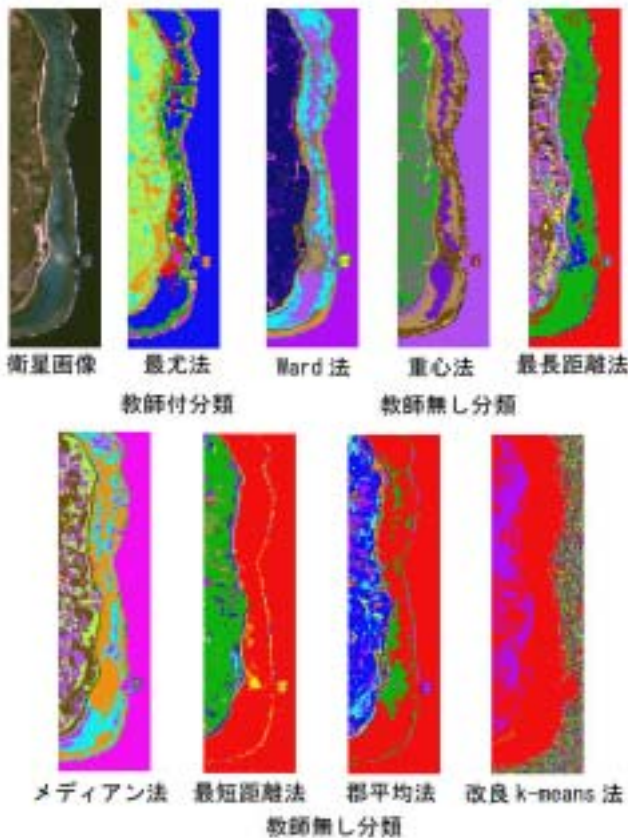 衛星画像 最尤法 Ward 法 重心法 最長距離法
教師付分類 教師無し分類
メディアン法 最短距離法 郡平均法 改良 k-means 法
教師無し分類